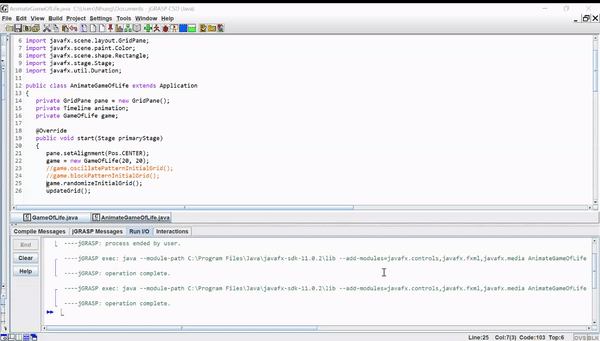 AnimateGameOfLife.java C:\Users\Nhung\Documents jGRASP CSD (Java)
File Edit View Build Project Settings Tools Window Help
6 import javafx.scene.layout.GridPane;
7 import javafx.scene.paint.Color;
8 import javafx.scene.shape.Rectangle;
9 import javafx.stage.Stage;
10 import javafx.util.Duration;
11
12 public class AnimateGameOfLife extends Application
13 {
14 private GridPane pane = new GridPane();
15 private Timeline animation;
16 private GameOfLife game;
17
18 @Override
19 public void start(Stage primaryStage)
20 {
21 pane.setAlignment(Pos.CENTER);
22 game = new GameOfLife(20, 20);
23 //game.oscillatePatternInitialGrid();
24 //game.blockPatternInitialGrid();
25 game.randomizeInitialGrid();
26 updateGrid();
GameOfLife.java AnimateGameOfLife.java
Compile Messages jGRASP Messages Run I/O Interactions
End
Clear
Help
----jGRASP: process ended by user.
----jGRASP exec: java --module-path C:\Program Files\Java\javafx-sdk-11.0.2\lib --add-modules=javafx.controls,javafx.fxml,javafx.media AnimateGameOfLife
----jGRASP: operation complete.
----jGRASP exec: java --module-path C:\Program Files\Java\javafx-sdk-11.0.2\lib --add-modules=javafx.controls,javafx.fxml,javafx.media AnimateGameOfLife
----jGRASP: operation complete.
Line:25 Col:7(3) Code:103 Top:6 OVS BLK